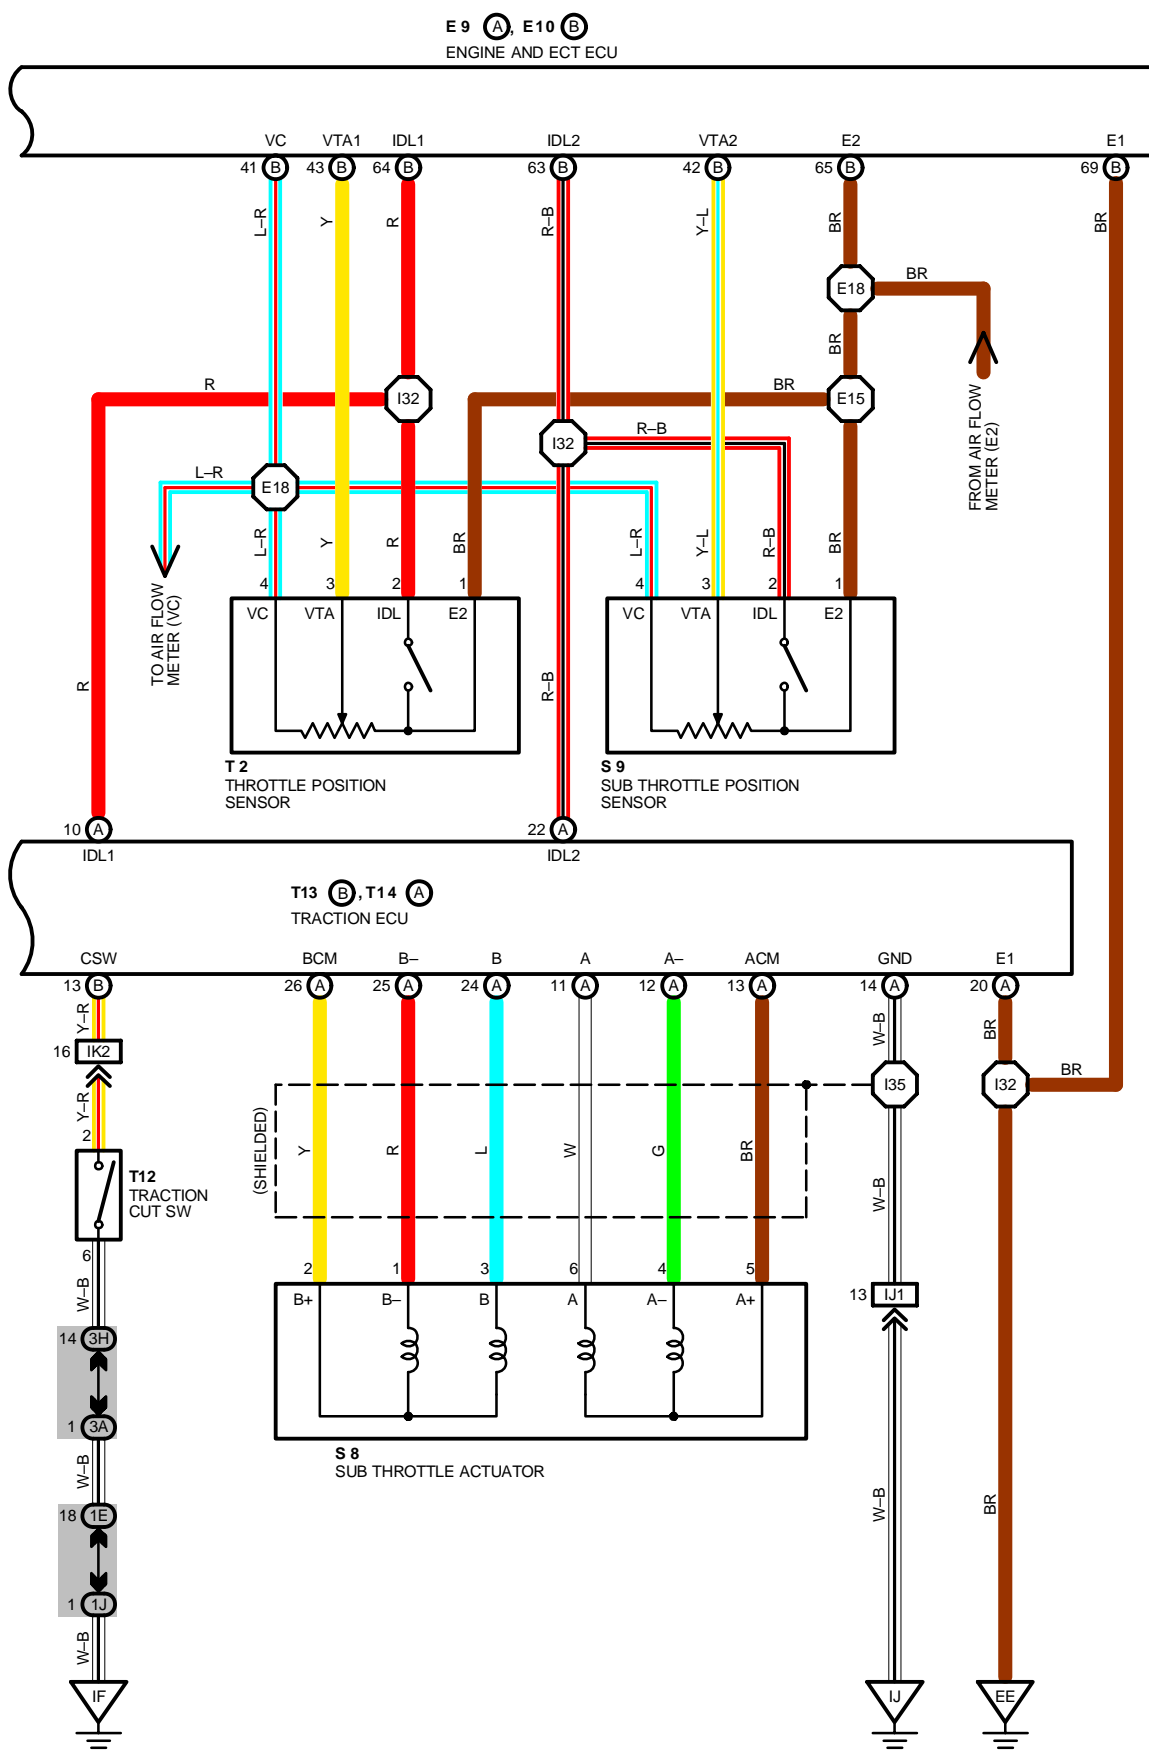 E 9 A, E10 B
ENGINE AND ECT ECU
VC VTA1 IDL1 IDL2 VTA2 E2 E1
41 B 43 B 64 B 63 B 42 B 65 B 69 B
L–R Y R R–B Y–L BR BR
E18 BR
BR
R I32 BR E15
I32 R–B
L–R E18
FROM AIR FLOW
METER (E2)
L–R Y R BR L–R Y–L R–B BR
4 3 2 1 4 3 2 1
VC VTA IDL E2 VC VTA IDL E2
TO AIR FLOW
METER (VC)
R R–B
T 2
THROTTLE POSITION
SENSOR
S 9
SUB THROTTLE POSITION
SENSOR
10 A 22 A
IDL1 IDL2
T13 B, T14 A
TRACTION ECU
CSW BCM B– B A A– ACM GND E1
13 B 26 A 25 A 24 A 11 A 12 A 13 A 14 A 20 A
Y–R W–B BR
16 IK2
I35 I32 BR
Y–R
2
(SHIELDED) Y R L W G BR
T12
TRACTION
CUT SW
W–B
6 2 1 3 6 4 5
W–B B+ B– B A A– A+ 13 IJ1
14 3H
1 3A
S 8
SUB THROTTLE ACTUATOR
W–B W–B BR
18 1E
1 1J
W–B
IF IJ EE